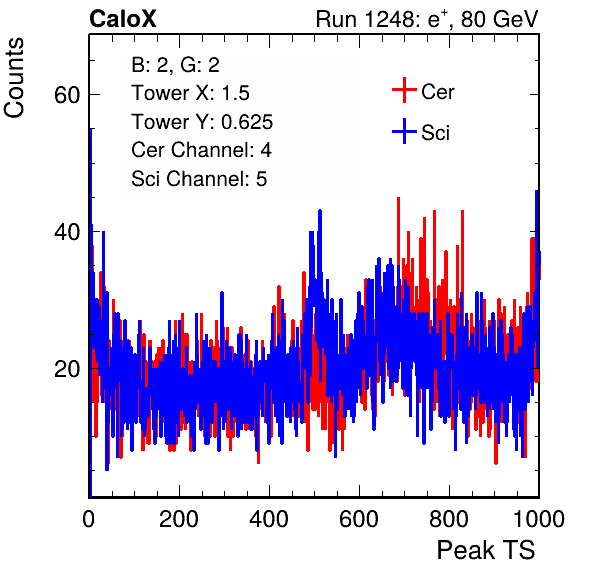 CaloX Run 1248: e⁺, 80 GeV
Counts
B: 2, G: 2
Tower X: 1.5
Tower Y: 0.625
Cer Channel: 4
Sci Channel: 5
Cer
Sci
60
40
20
0 200 400 600 800 1000
Peak TS